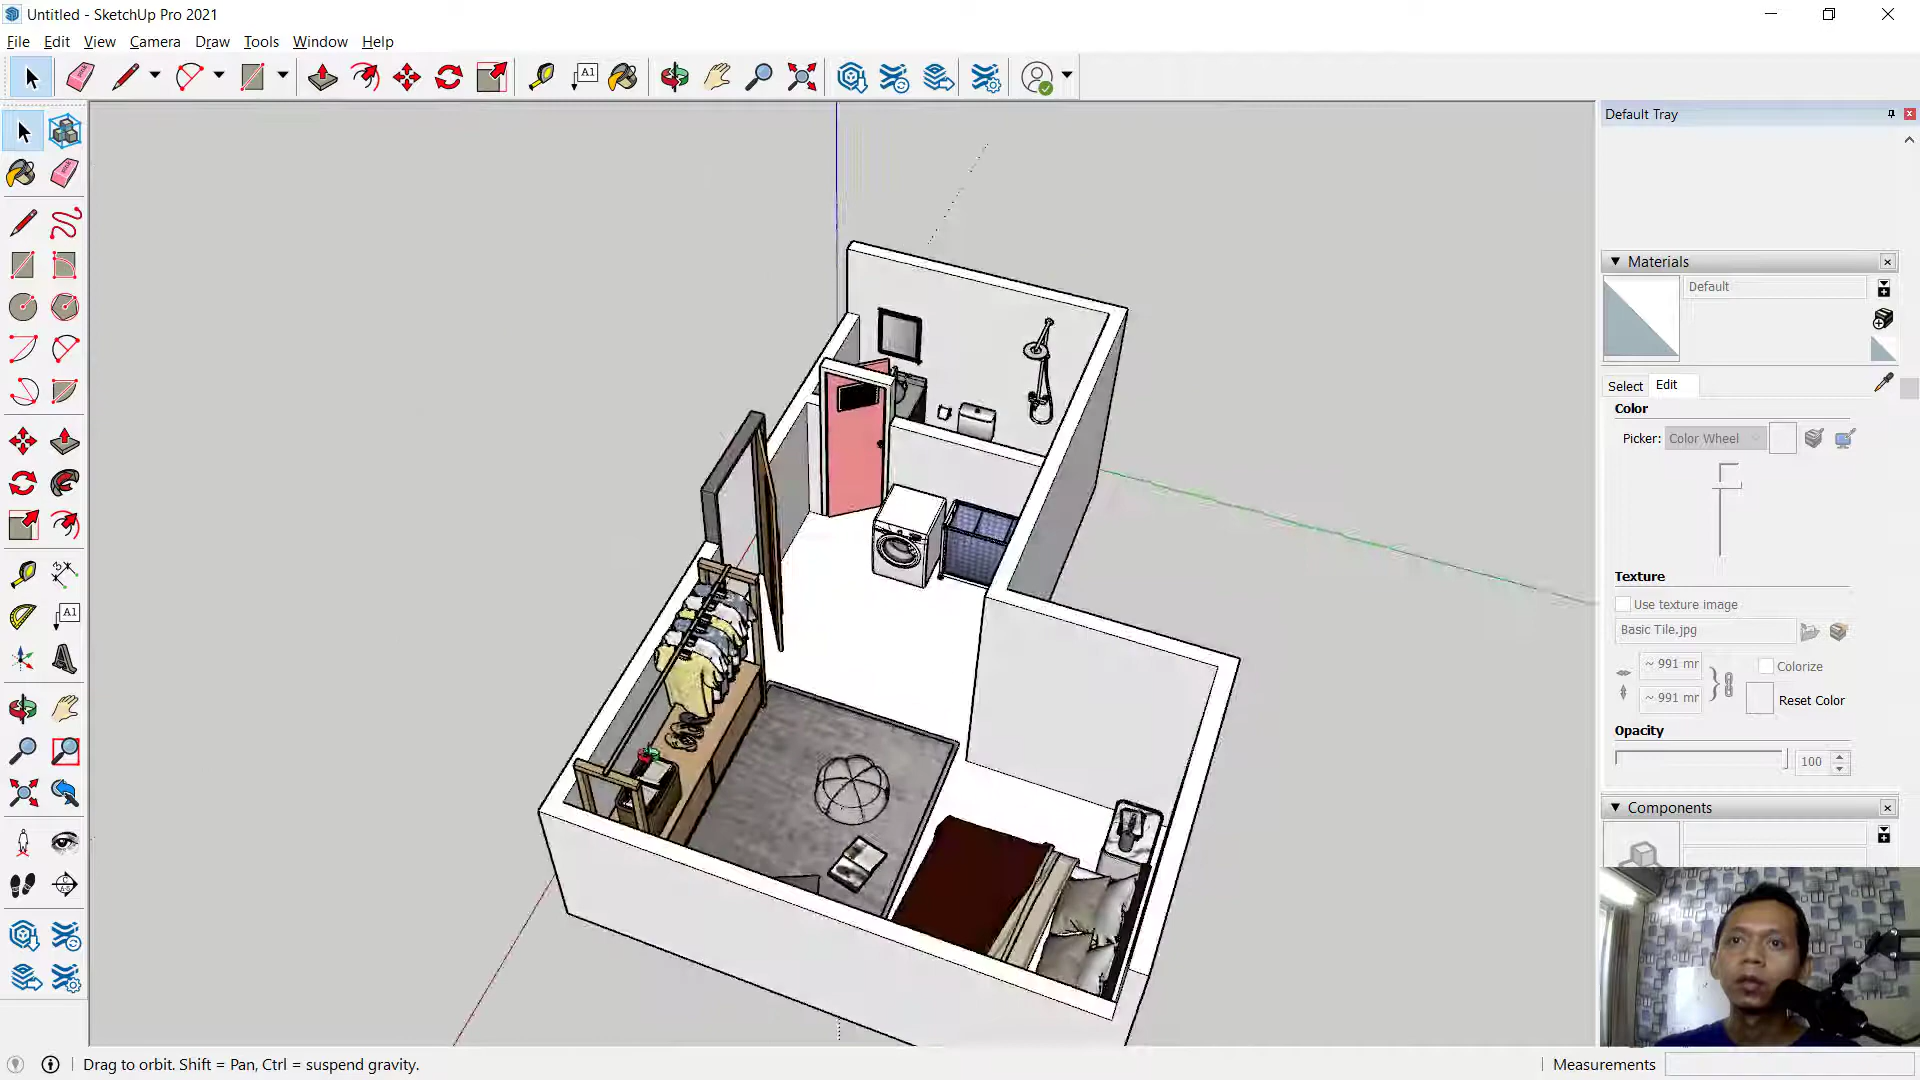 Untitled - SketchUp Pro 2021
File Edit View Camera Draw Tools Window Help
A1
Default Tray
Materials
Default
Select Edit
Color
Picker: Color Wheel
Texture
Use texture image
Basic Tile.jpg
~ 991 mr
Colorize
~ 991 mr
Reset Color
Opacity
100
Components
A1
Drag to orbit. Shift = Pan, Ctrl = suspend gravity.
Measurements